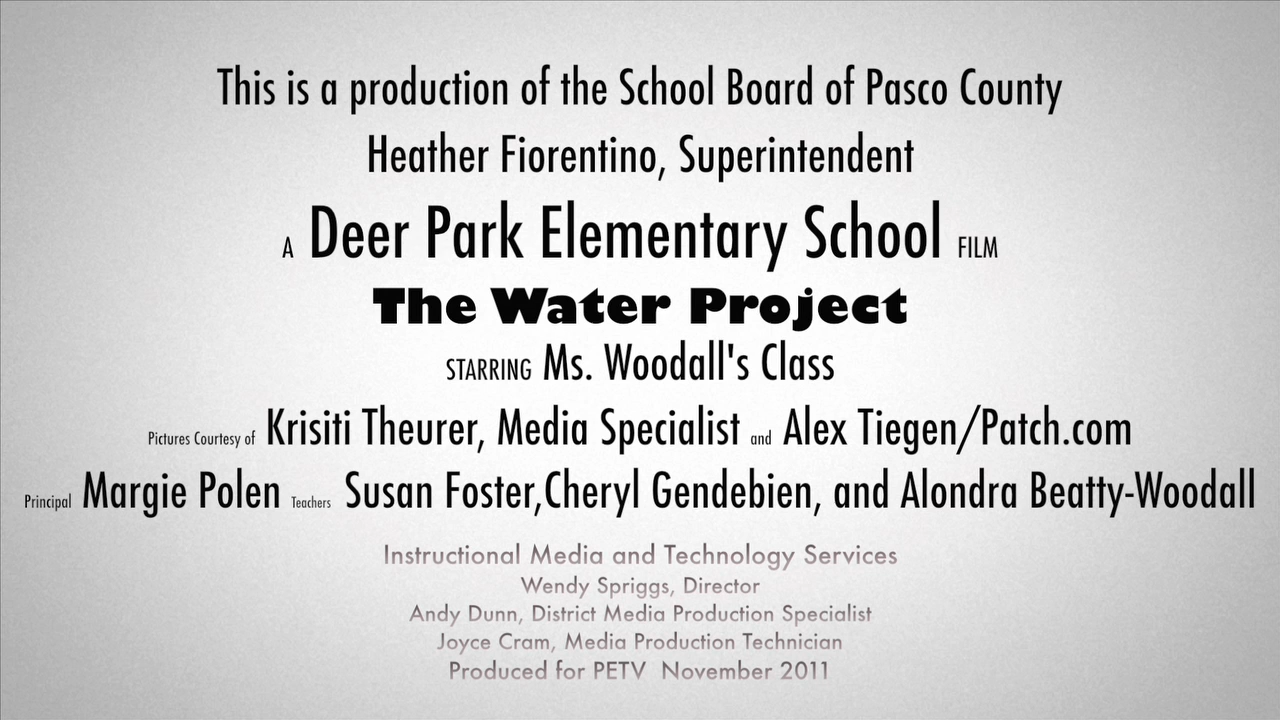 This is a production of the School Board of Pasco County
Heather Fiorentino, Superintendent
A Deer Park Elementary School FILM
The Water Project
STARRING Ms. Woodall's Class
Pictures Courtesy of Krisiti Theurer, Media Specialist and Alex Tiegen/Patch.com
Principal Margie Polen Teachers Susan Foster,Cheryl Gendebien, and Alondra Beatty-Woodall
Instructional Media and Technology Services
Wendy Spriggs, Director
Andy Dunn, District Media Production Specialist
Joyce Cram, Media Production Technician
Produced for PETV November 2011